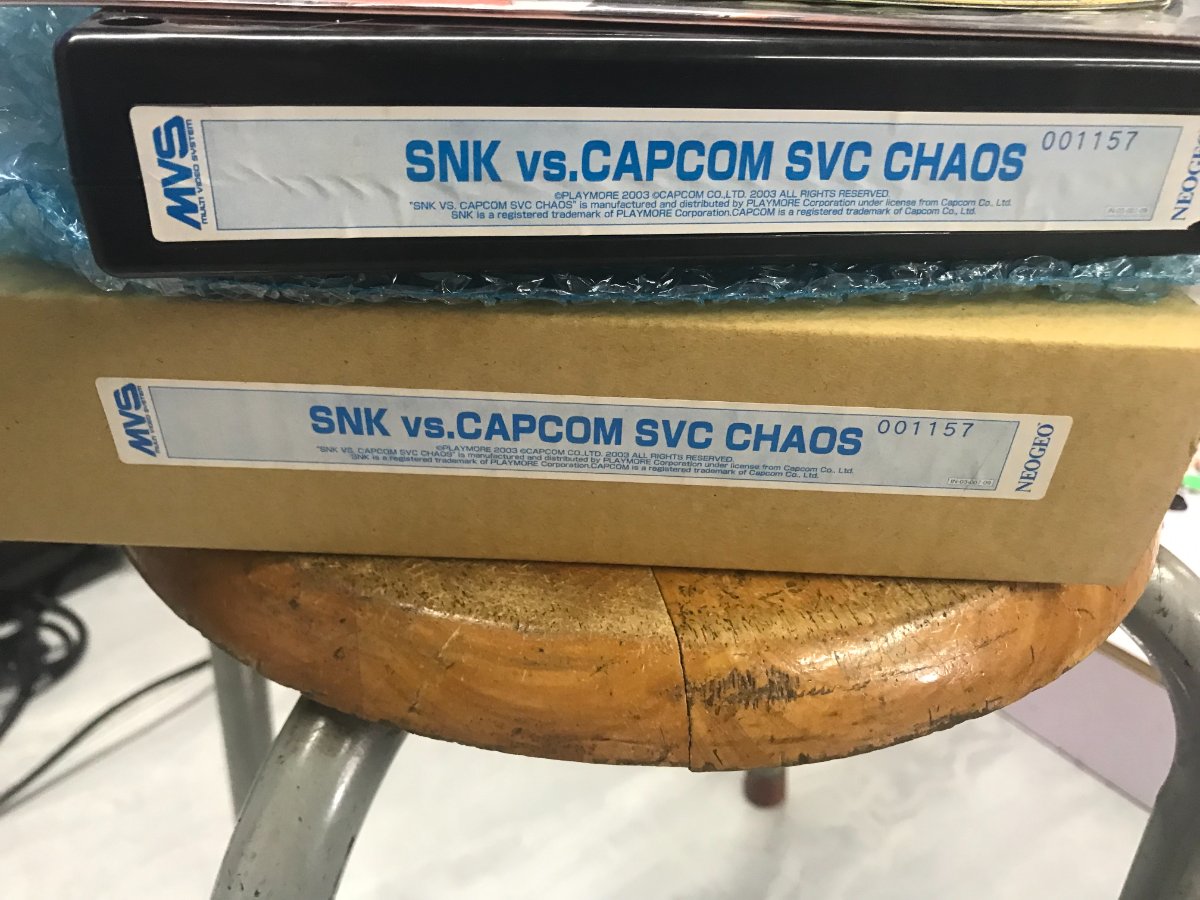 MVS
MULTI VIDEO SYSTEM
SNK vs.CAPCOM SVC CHAOS
001157
©PLAYMORE 2003 ©CAPCOM CO.,LTD. 2003 ALL RIGHTS RESERVED.
"SNK VS. CAPCOM SVC CHAOS" is manufactured and distributed by PLAYMORE Corporation under license from Capcom Co., Ltd.
SNK is a registered trademark of PLAYMORE Corporation.CAPCOM is a registered trademark of Capcom Co., Ltd.
NEOGEO
MVS
MULTI VIDEO SYSTEM
SNK vs.CAPCOM SVC CHAOS
001157
©PLAYMORE 2003 ©CAPCOM CO.,LTD. 2003 ALL RIGHTS RESERVED.
"SNK VS. CAPCOM SVC CHAOS" is manufactured and distributed by PLAYMORE Corporation under license from Capcom Co., Ltd.
SNK is a registered trademark of PLAYMORE Corporation.CAPCOM is a registered trademark of Capcom Co., Ltd.
NEOGEO